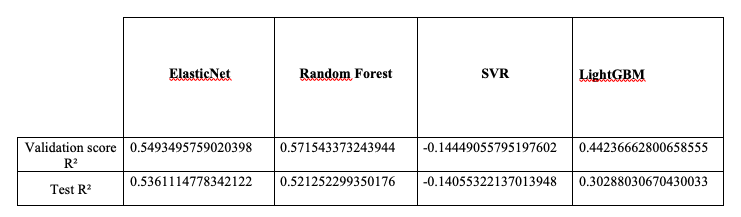 ElasticNet Random Forest SVR LightGBM
Validation score 0.5493495759020398 0.571543373243944 -0.14449055795197602 0.44236662800658555
R²
Test R² 0.5361114778342122 0.521252299350176 -0.14055322137013948 0.30288030670430033